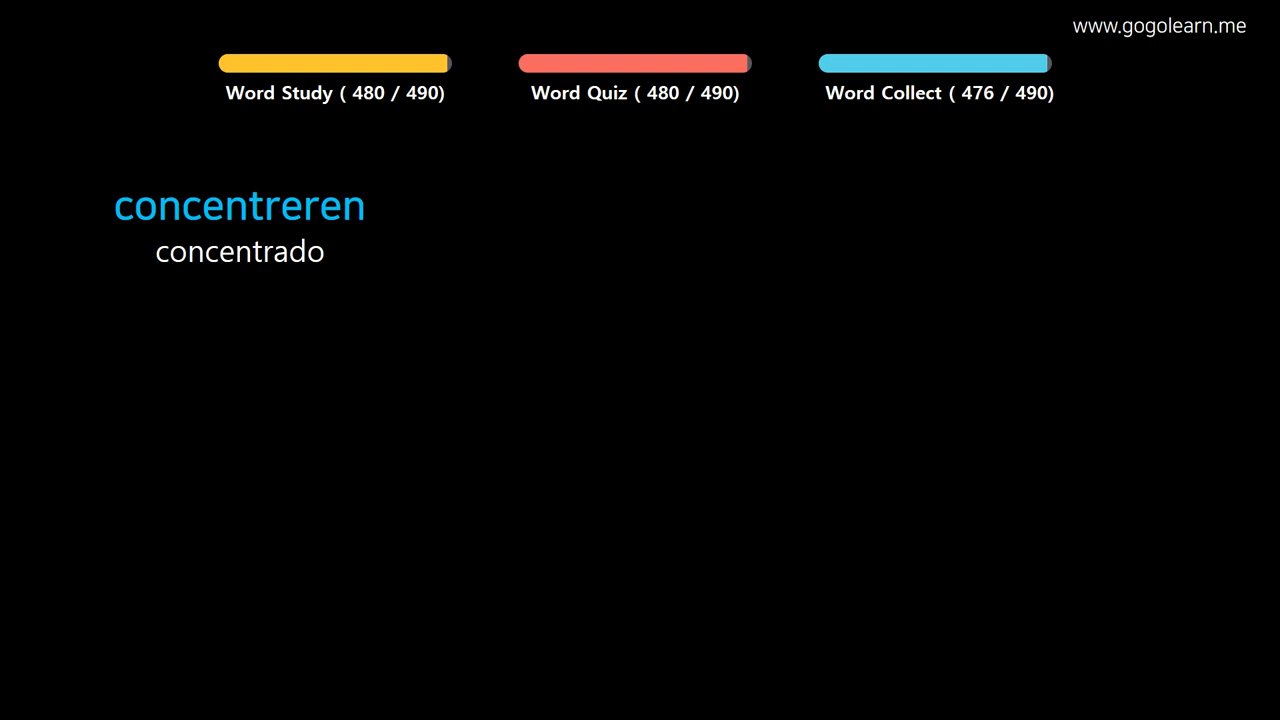 www.gogolearn.me
Word Study ( 480 / 490)
Word Quiz ( 480 / 490)
Word Collect ( 476 / 490)
concentreren
concentrado